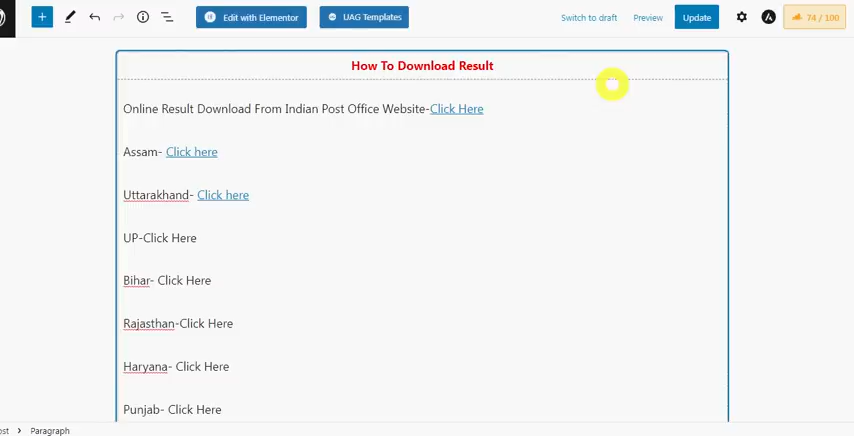 Edit with Elementor
UAG Templates
Switch to draft
Preview
Update
74 / 100
How To Download Result
Online Result Download From Indian Post Office Website-Click Here
Assam- Click here
Uttarakhand- Click here
UP-Click Here
Bihar- Click Here
Rajasthan-Click Here
Haryana- Click Here
Punjab- Click Here
Paragraph